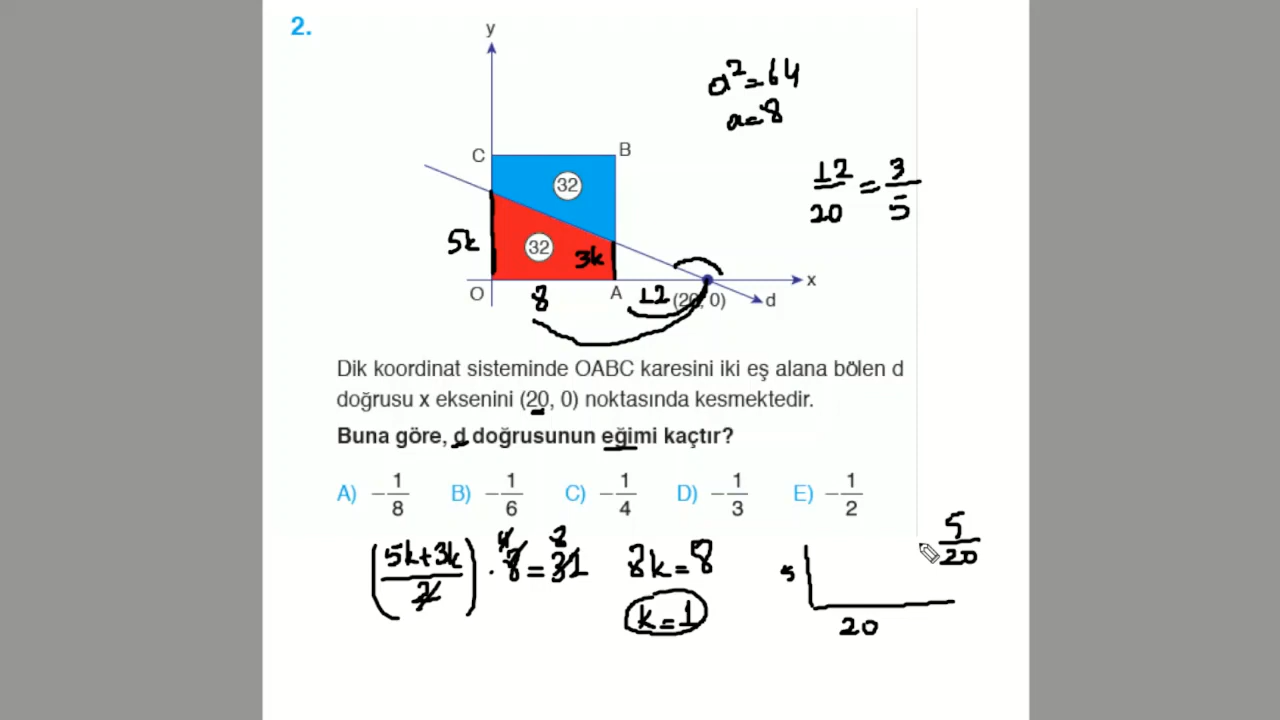 2.
y
a²=64
a=8
C
B
32
12/20 = 3/5
5k
32
3k
x
O
8
A
12
(20, 0)
d
Dik koordinat sisteminde OABC karesini iki eş alana bölen d
doğrusu x eksenini (20, 0) noktasında kesmektedir.
Buna göre, d doğrusunun eğimi kaçtır?
A) -1/8 B) -1/6 C) -1/4 D) -1/3 E) -1/2
4 8
(5k+3k/2) . 8 = 31 8k=8 5 5/20
k=1 20